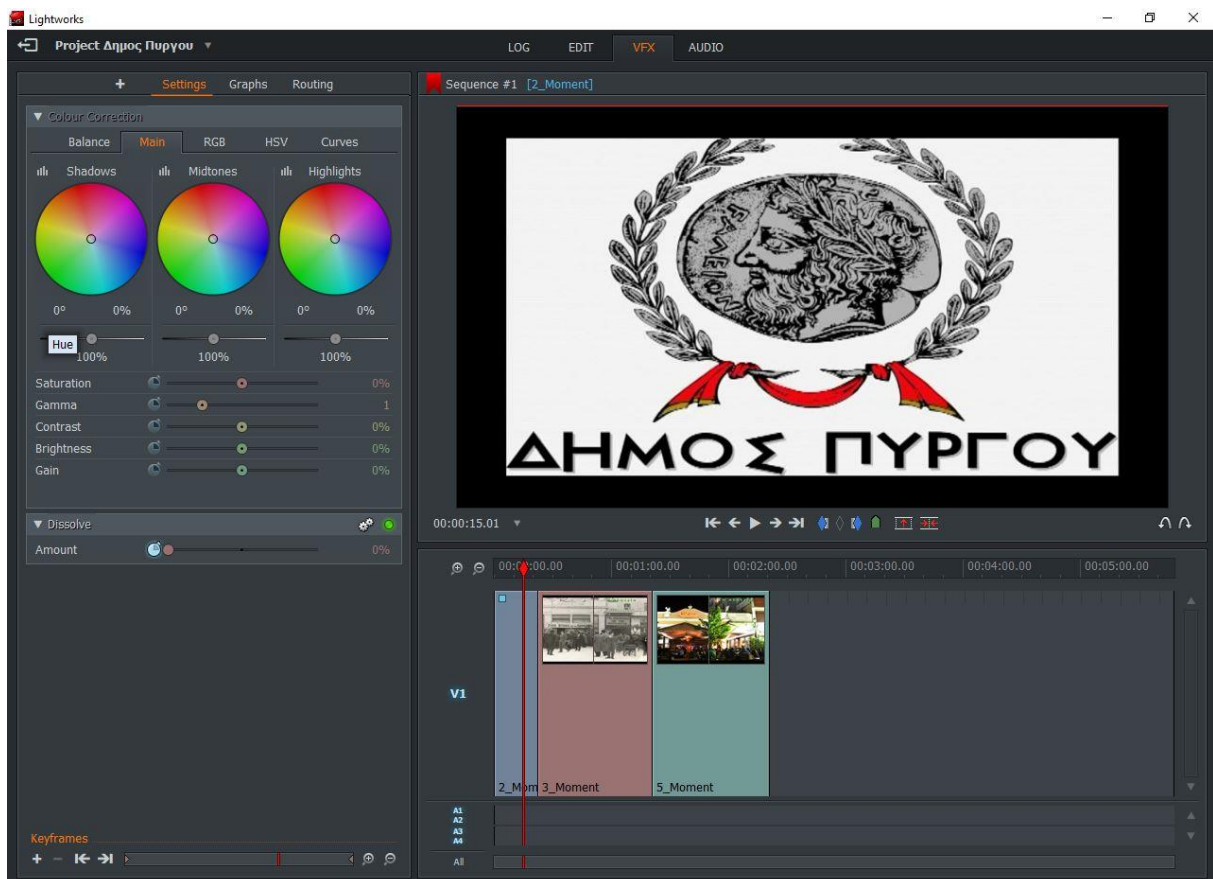 Lightworks
Project Δημος Πυργου
LOG EDIT VFX AUDIO
+ Settings Graphs Routing
Colour Correction
Balance Main RGB HSV Curves
Shadows Midtones Highlights
0° 0% 0° 0% 0° 0%
Hue
100% 100% 100%
Saturation 0%
Gamma 1
Contrast 0%
Brightness 0%
Gain 0%
Dissolve
Amount 0%
Keyframes
Sequence #1 [2_Moment]
ΔΗΜΟΣ ΠΥΡΓΟΥ
00:00:15.01
00:01:00.00 00:02:00.00 00:03:00.00 00:04:00.00 00:05:00.00
V1
3_Moment 5_Moment
A1
A2
A3
A4
All